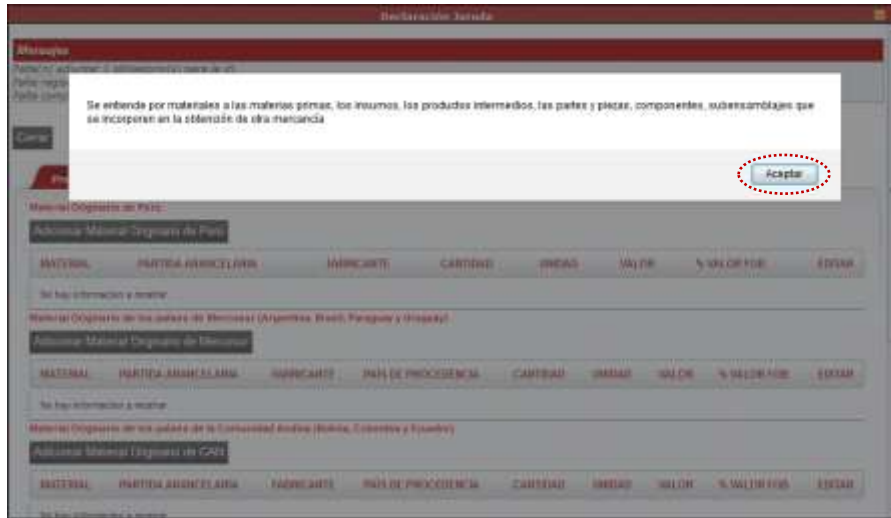 Declaración Jurada
Mensajes
Se entiende por materiales a las materias primas, los insumos, los productos intermedios, las partes y piezas, componentes, subensamblajes que
se incorporen en la obtención de otra mercancía
Cerrar
Aceptar
Material Originario de Perú:
Adicionar Material Originario de Perú
MATERIAL PARTIDA ARANCELARIA FABRICANTE CANTIDAD UNIDAD VALOR % VALOR FOB EDITAR
No hay información a mostrar
Material Originario de los países de Mercosur (Argentina, Brasil, Paraguay y Uruguay):
Adicionar Material Originario de Mercosur
MATERIAL PARTIDA ARANCELARIA FABRICANTE PAÍS DE PROCEDENCIA CANTIDAD UNIDAD VALOR % VALOR FOB EDITAR
No hay información a mostrar
Material Originario de los países de la Comunidad Andina (Bolivia, Colombia y Ecuador):
Adicionar Material Originario de CAN
MATERIAL PARTIDA ARANCELARIA FABRICANTE PAÍS DE PROCEDENCIA CANTIDAD UNIDAD VALOR % VALOR FOB EDITAR
No hay información a mostrar